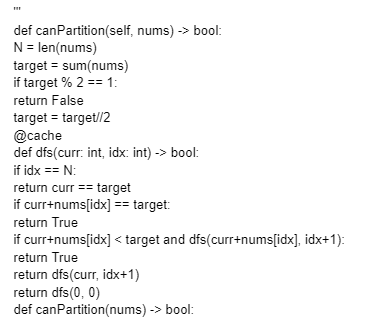 '''
def canPartition(self, nums) -> bool:
N = len(nums)
target = sum(nums)
if target % 2 == 1:
return False
target = target//2
@cache
def dfs(curr: int, idx: int) -> bool:
if idx == N:
return curr == target
if curr+nums[idx] == target:
return True
if curr+nums[idx] < target and dfs(curr+nums[idx], idx+1):
return True
return dfs(curr, idx+1)
return dfs(0, 0)
def canPartition(nums) -> bool: